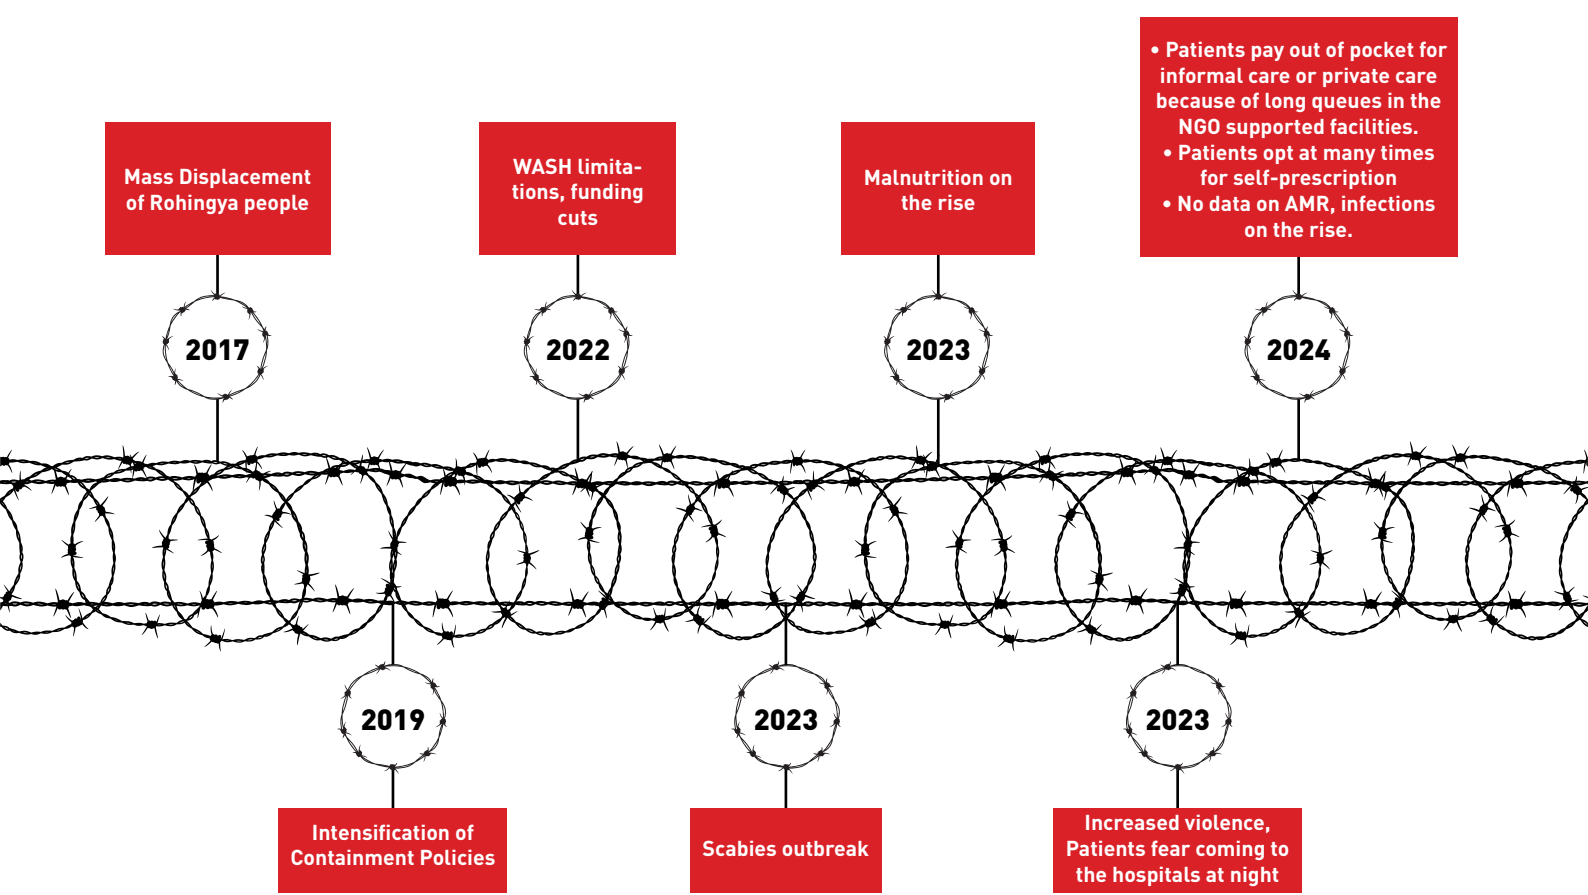 Mass Displacement
of Rohingya people
2017
Intensification of
Containment Policies
2019
WASH limita-
tions, funding
cuts
2022
Scabies outbreak
2023
Malnutrition on
the rise
2023
Increased violence,
Patients fear coming to
the hospitals at night
2023
• Patients pay out of pocket for
informal care or private care
because of long queues in the
NGO supported facilities.
• Patients opt at many times
for self-prescription
• No data on AMR, infections
on the rise.
2024